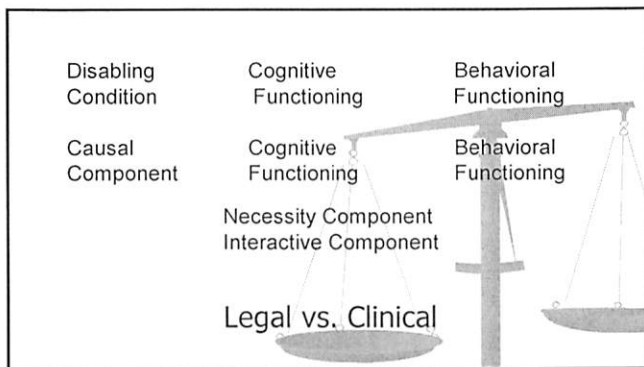 Disabling Cognitive Behavioral
Condition Functioning Functioning
Causal Cognitive Behavioral
Component Functioning Functioning
Necessity Component
Interactive Component
Legal vs. Clinical